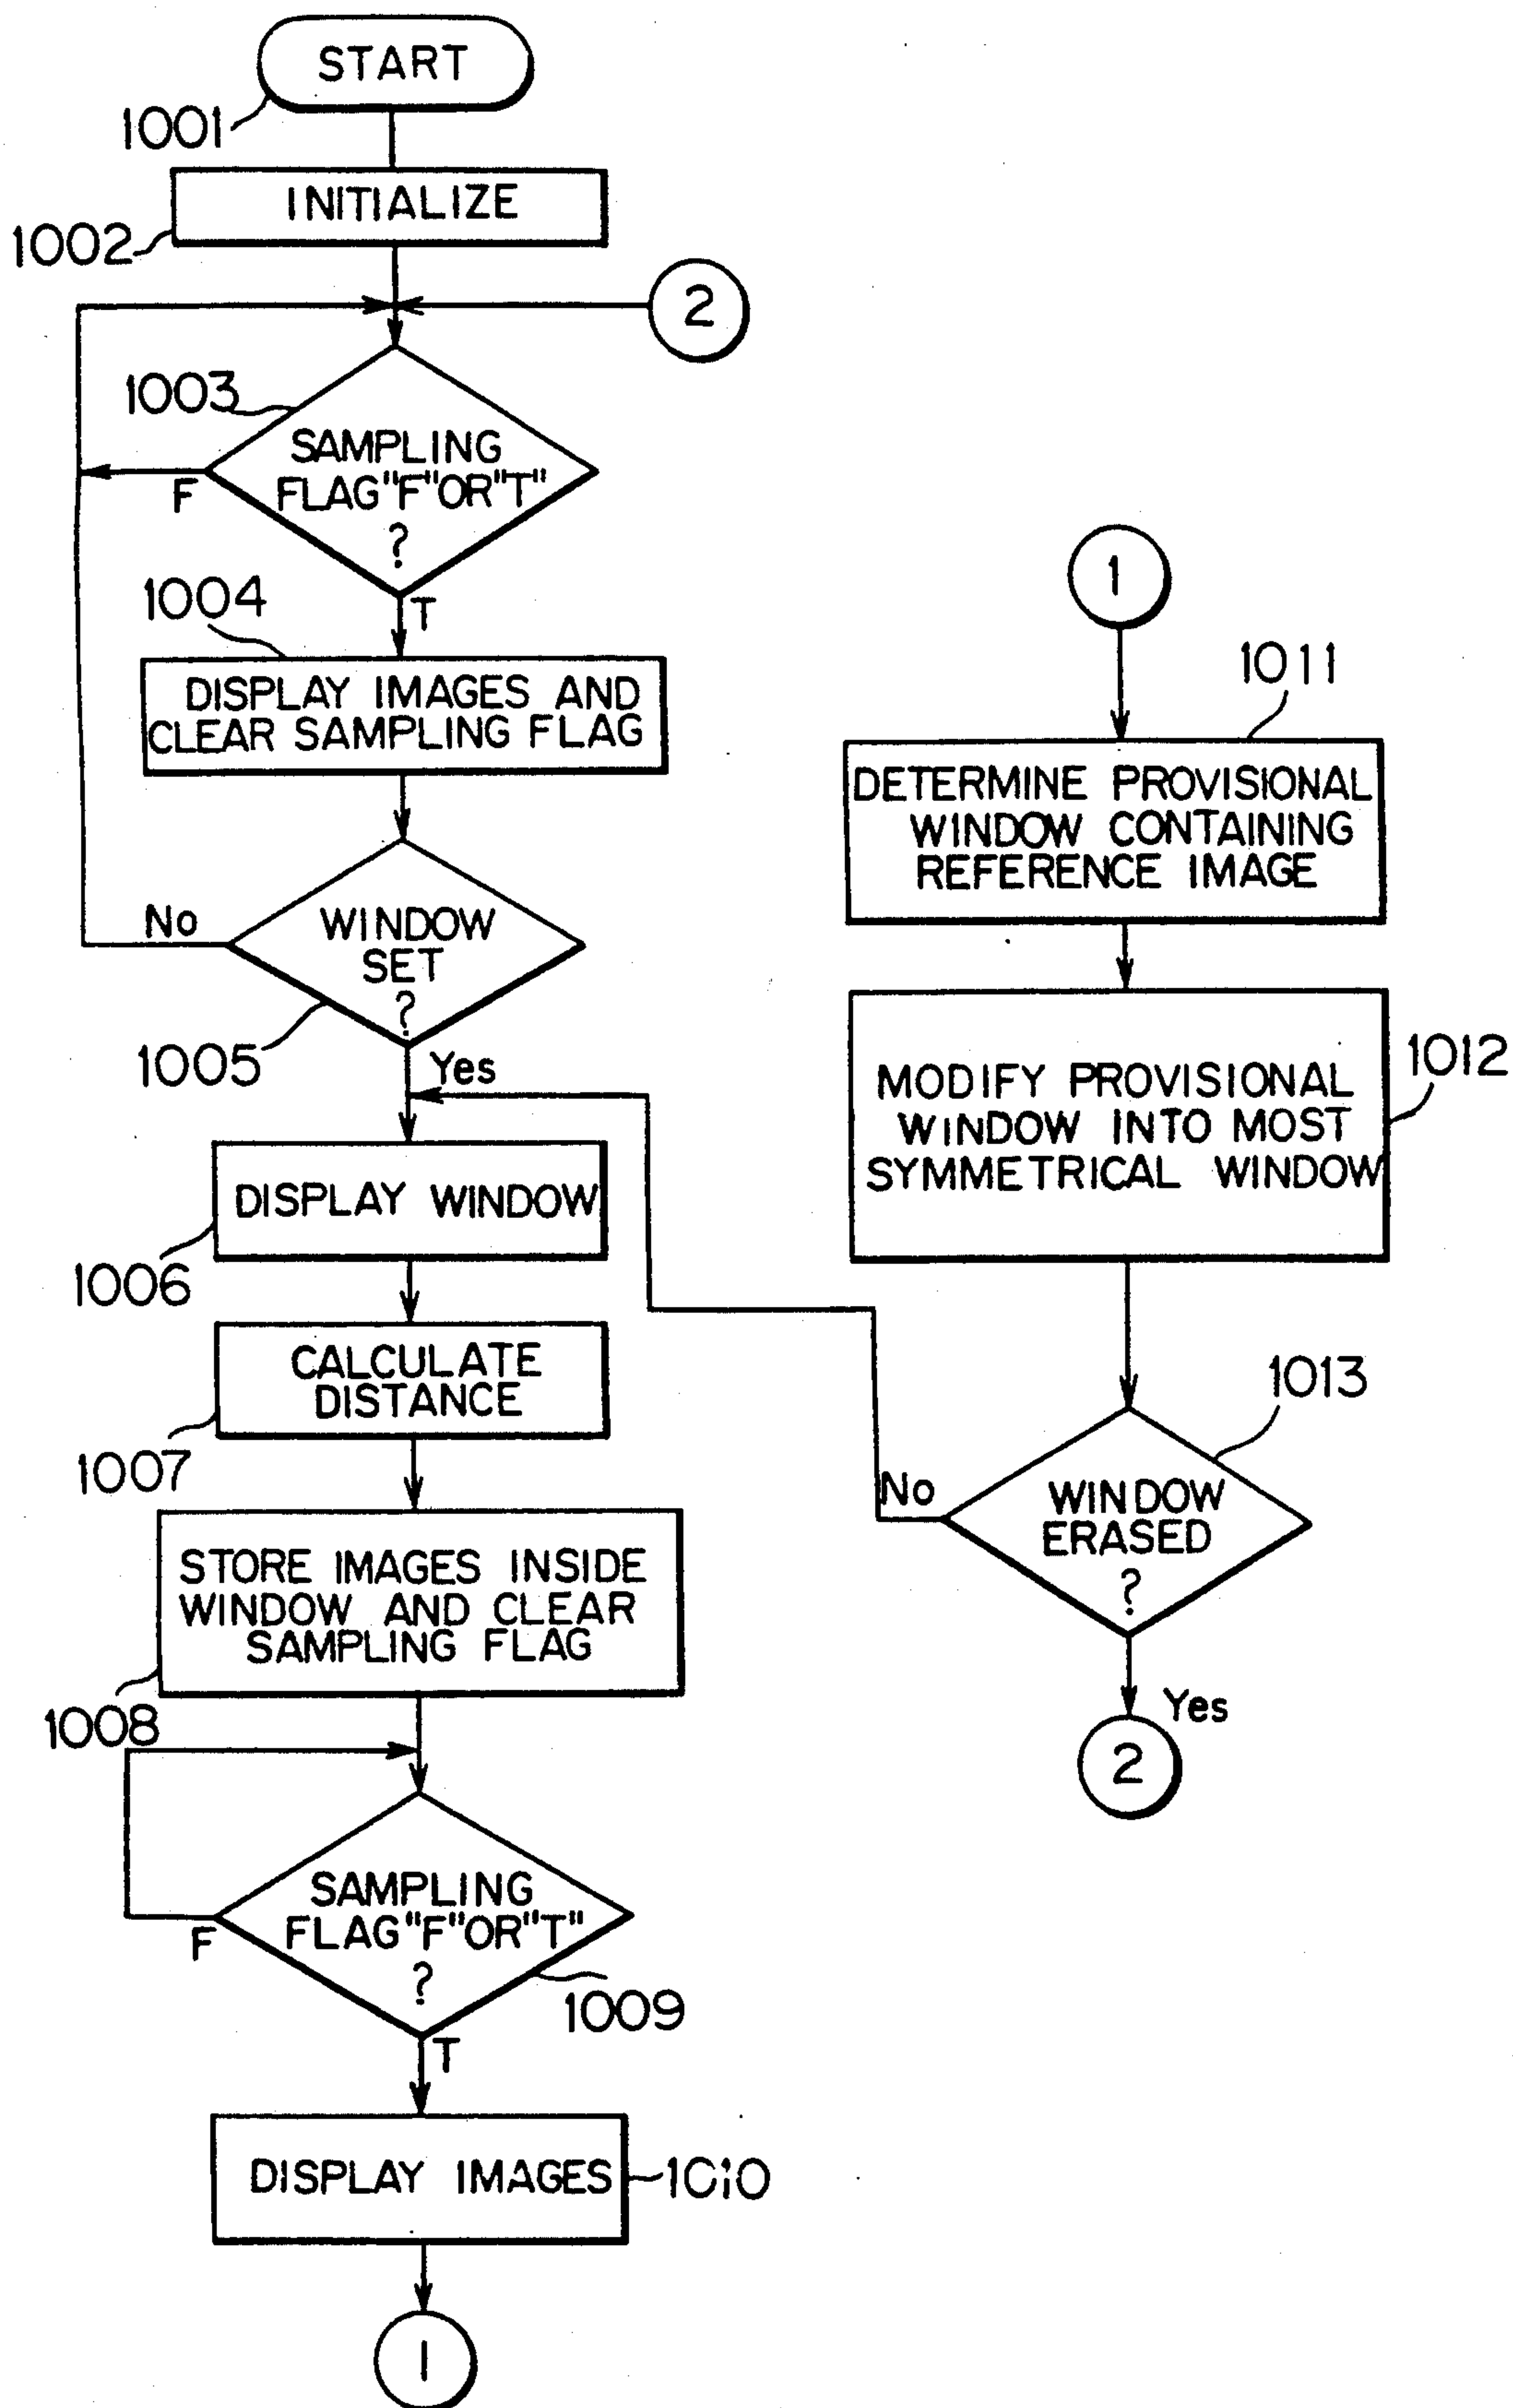 START
1001
INITIALIZE
1002
2
1003
SAMPLING
FLAG"F"OR"T"
?
F
T
1004
DISPLAY IMAGES AND
CLEAR SAMPLING FLAG
No
WINDOW
SET
?
1005
Yes
DISPLAY WINDOW
1006
CALCULATE
DISTANCE
1007
STORE IMAGES INSIDE
WINDOW AND CLEAR
SAMPLING FLAG
1008
SAMPLING
FLAG"F"OR"T"
?
F
1009
T
DISPLAY IMAGES
1010
1
1
1011
DETERMINE PROVISIONAL
WINDOW CONTAINING
REFERENCE IMAGE
1012
MODIFY PROVISIONAL
WINDOW INTO MOST
SYMMETRICAL WINDOW
1013
No
WINDOW
ERASED
?
Yes
2